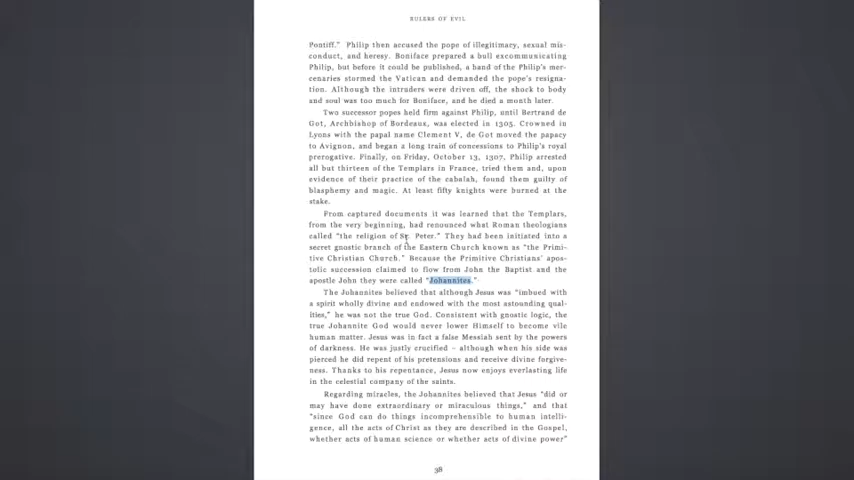 RULERS OF EVIL
Pontiff.” Philip then accused the pope of illegitimacy, sexual mis-
conduct, and heresy. Boniface prepared a bull excommunicating
Philip, but before it could be published, a hand of the Philip's mer-
cenaries stormed the Vatican and demanded the pope's resigna-
tion. Although the intruders were driven off, the shock to body
and soul was too much for Boniface, and he died a month later.
Two successor popes held firm against Philip, until Bertrand de
Got, Archbishop of Bordeaux, was elected in 1305. Crowned in
Lyons with the papal name Clement V, de Got moved the papacy
to Avignon, and began a long train of concessions to Philip's royal
prerogative. Finally, on Friday, October 13, 1307, Philip arrested
all but thirteen of the Templars in France, tried them and, upon
evidence of their practice of the cabalah, found them guilty of
blasphemy and magic. At least fifty knights were burned at the
stake.
From captured documents it was learned that the Templars,
from the very beginning, had renounced what Roman theologians
called “the religion of St. Peter.” They had been initiated into a
secret gnostic branch of the Eastern Church known as “the Primi-
tive Christian Church.” Because the Primitive Christians' apos-
tolic succession claimed to flow from John the Baptist and the
apostle John they were called “Johannites.”
The Johannites believed that although Jesus was “imbued with
a spirit wholly divine and endowed with the most astounding qual-
ities,” he was not the true God. Consistent with gnostic logic, the
true Johannite God would never lower Himself to become vile
human matter. Jesus was in fact a false Messiah sent by the powers
of darkness. He was justly crucified – although when his side was
pierced he did repent of his pretensions and receive divine forgive-
ness. Thanks to his repentance, Jesus now enjoys everlasting life
in the celestial company of the saints.
Regarding miracles, the Johannites believed that Jesus “did or
may have done extraordinary or miraculous things,” and that
“since God can do things incomprehensible to human intelli-
gence, all the acts of Christ as they are described in the Gospel,
whether acts of human science or whether acts of divine power”
38